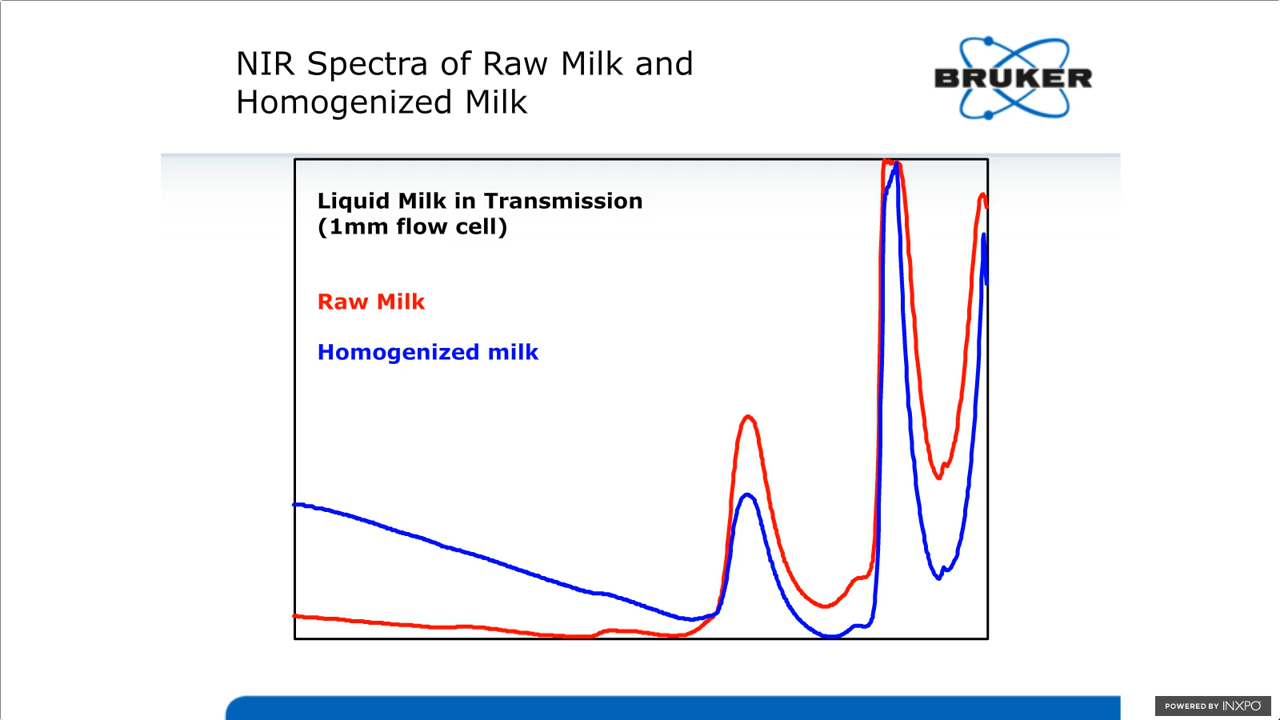 NIR Spectra of Raw Milk and
Homogenized Milk
BRUKER
Liquid Milk in Transmission
(1mm flow cell)
Raw Milk
Homogenized milk
POWERED BY INXPO